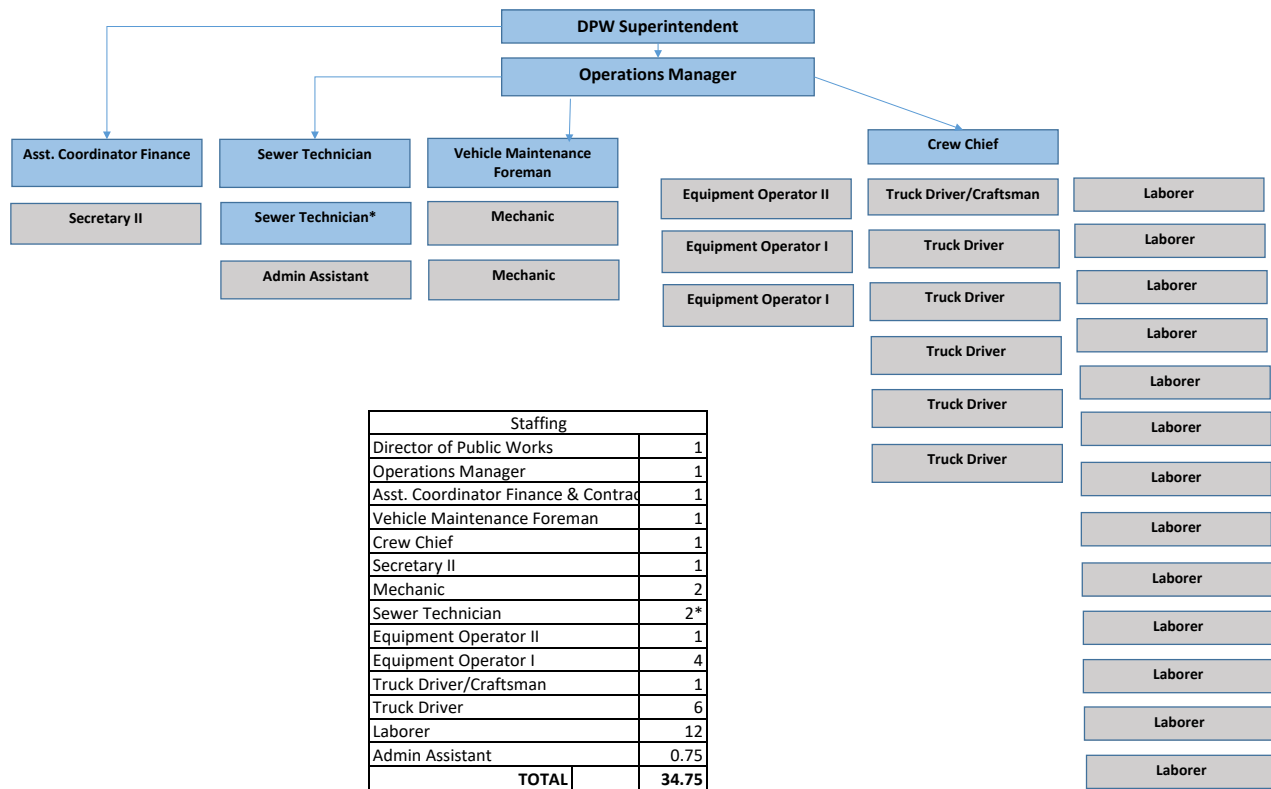 DPW Superintendent
Operations Manager
Asst. Coordinator Finance
Sewer Technician
Vehicle Maintenance
Foreman
Crew Chief
Secretary II
Sewer Technician*
Mechanic
Admin Assistant
Mechanic
Equipment Operator II
Equipment Operator I
Equipment Operator I
Truck Driver/Craftsman
Truck Driver
Truck Driver
Truck Driver
Truck Driver
Truck Driver
Laborer
Laborer
Laborer
Laborer
Laborer
Laborer
Laborer
Laborer
Laborer
Laborer
Laborer
Laborer
Laborer
Staffing
Director of Public Works 1
Operations Manager 1
Asst. Coordinator Finance & Contrac 1
Vehicle Maintenance Foreman 1
Crew Chief 1
Secretary II 1
Mechanic 2
Sewer Technician 2*
Equipment Operator II 1
Equipment Operator I 4
Truck Driver/Craftsman 1
Truck Driver 6
Laborer 12
Admin Assistant 0.75
TOTAL 34.75